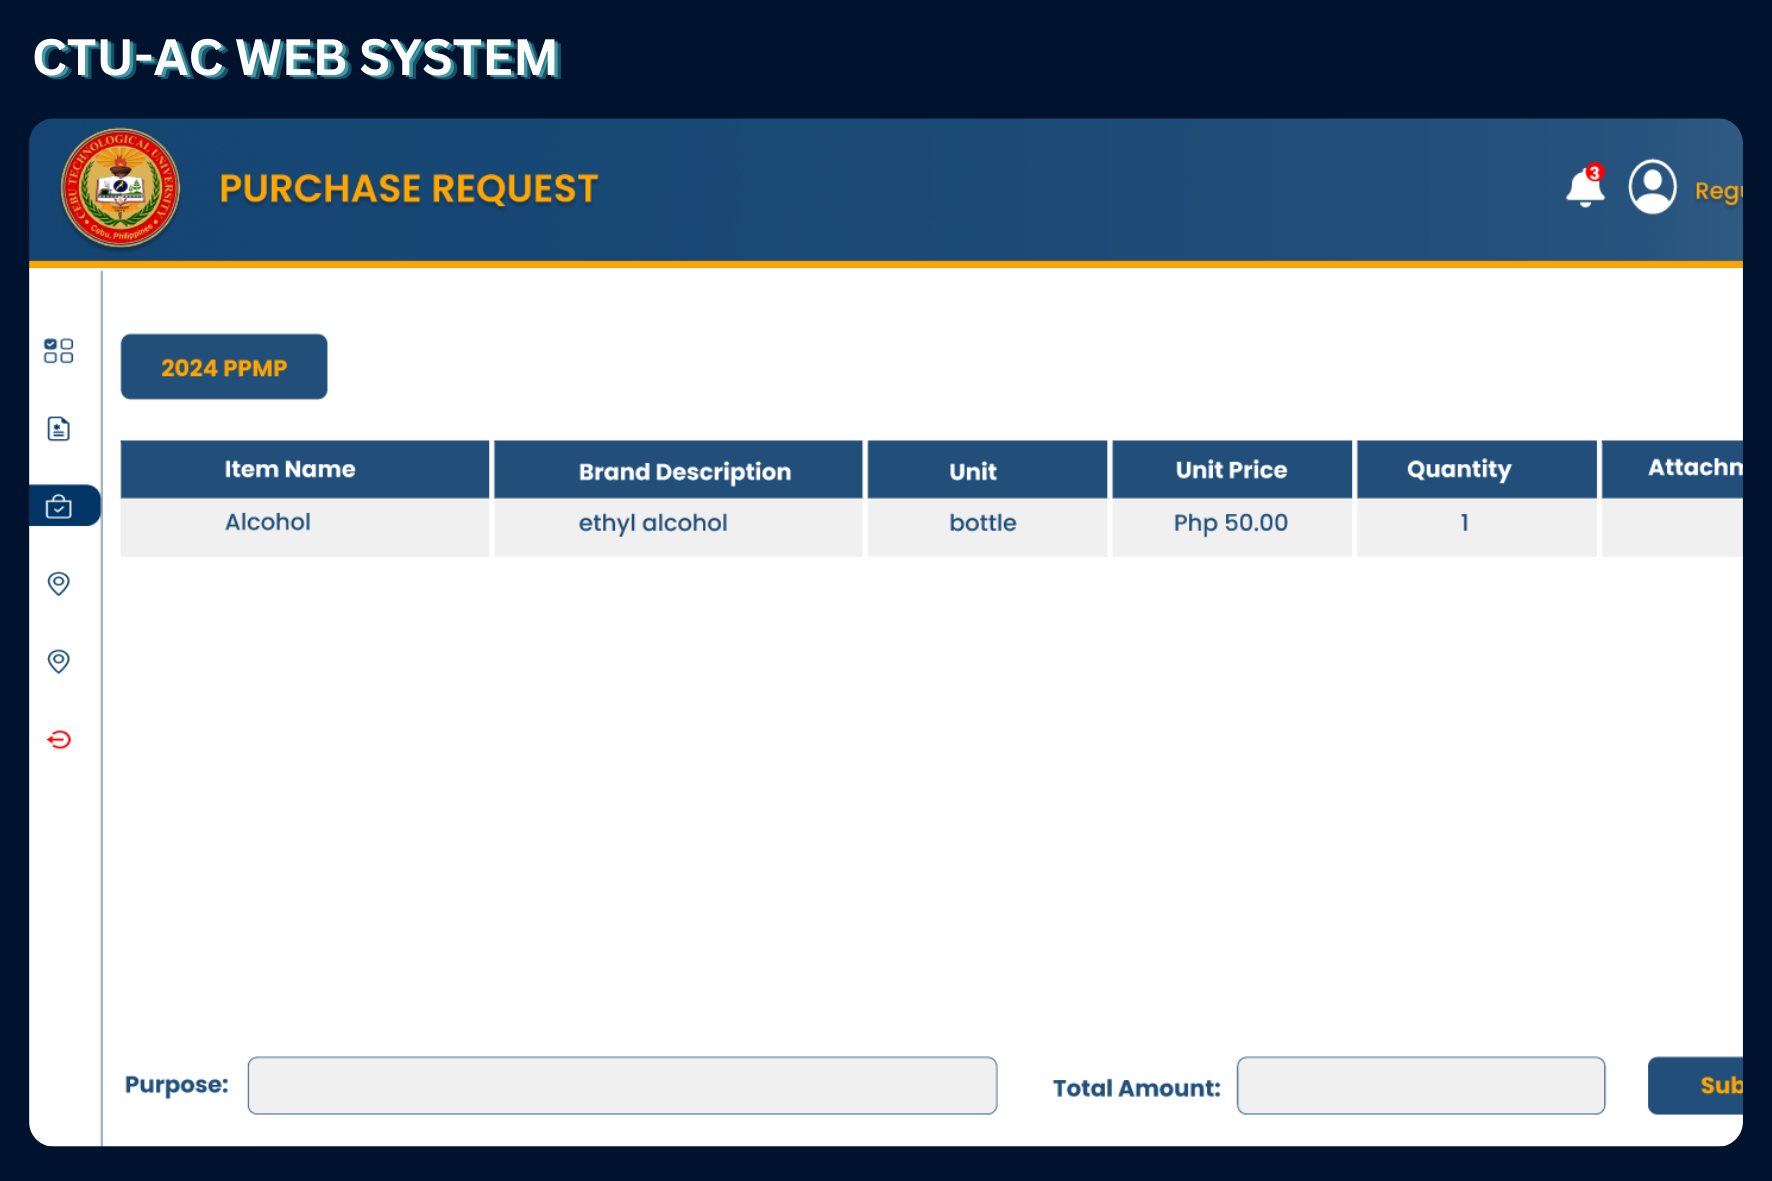 CTU-AC WEB SYSTEM
CEBU TECHNOLOGICAL UNIVERSITY
Cebu, Philippines
PURCHASE REQUEST
3
Regu
2024 PPMP
Item Name Brand Description Unit Unit Price Quantity Attachm
Alcohol ethyl alcohol bottle Php 50.00 1
Purpose: Total Amount: Sub